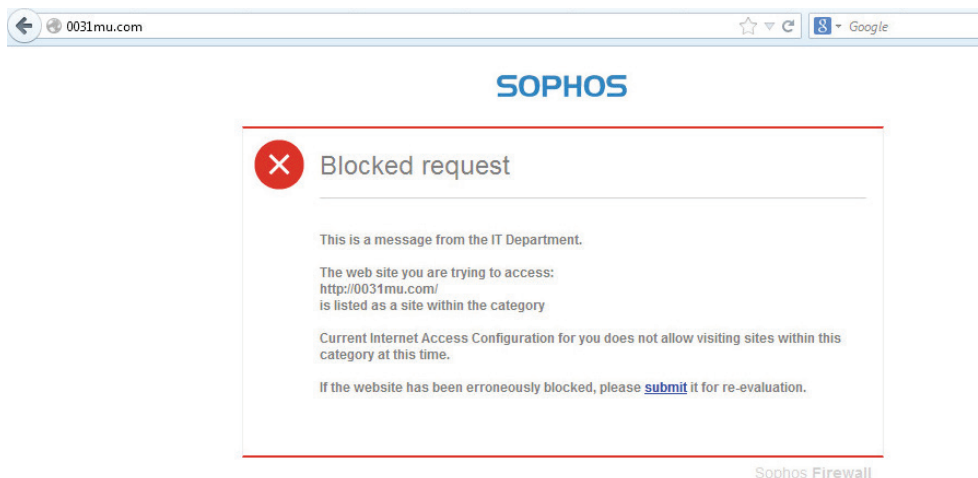 0031mu.com
Google
SOPHOS
Blocked request
This is a message from the IT Department.
The web site you are trying to access:
http://0031mu.com/
is listed as a site within the category
Current Internet Access Configuration for you does not allow visiting sites within this
category at this time.
If the website has been erroneously blocked, please submit it for re-evaluation.
Sophos Firewall